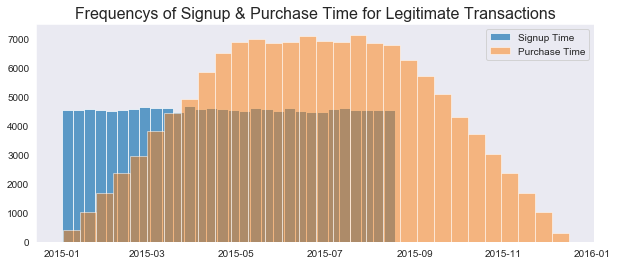 Frequencys of Signup & Purchase Time for Legitimate Transactions
Signup Time
Purchase Time
7000
6000
5000
4000
3000
2000
1000
0
2015-01 2015-03 2015-05 2015-07 2015-09 2015-11 2016-01